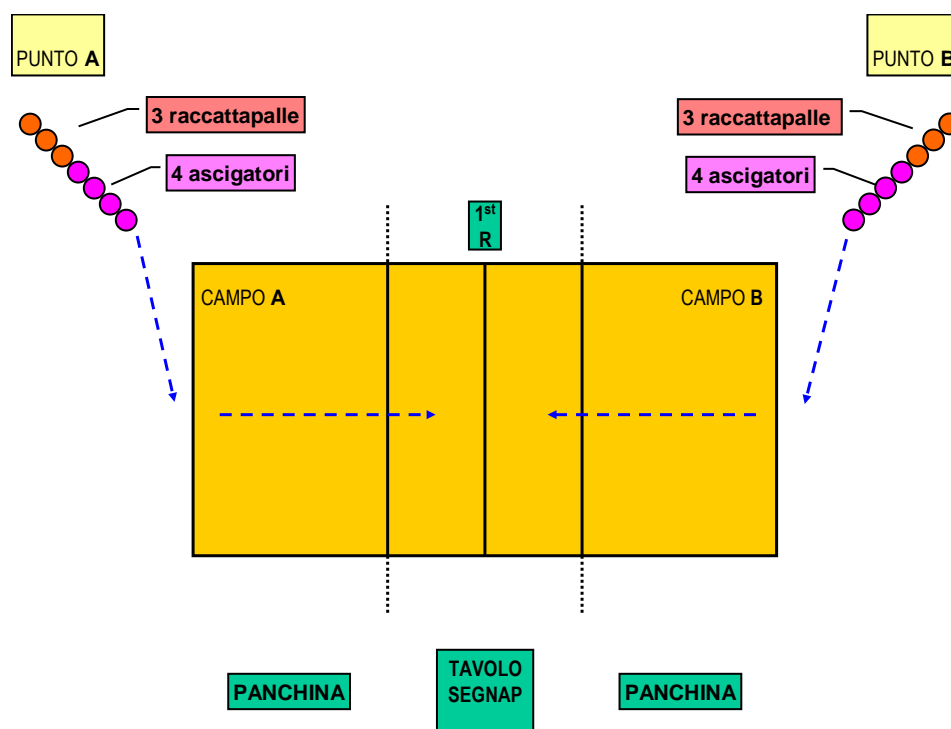 PUNTO A
PUNTO B
3 raccattapalle
3 raccattapalle
4 ascigatori
4 ascigatori
1st
R
CAMPO A
CAMPO B
PANCHINA
TAVOLO
SEGNAP
PANCHINA